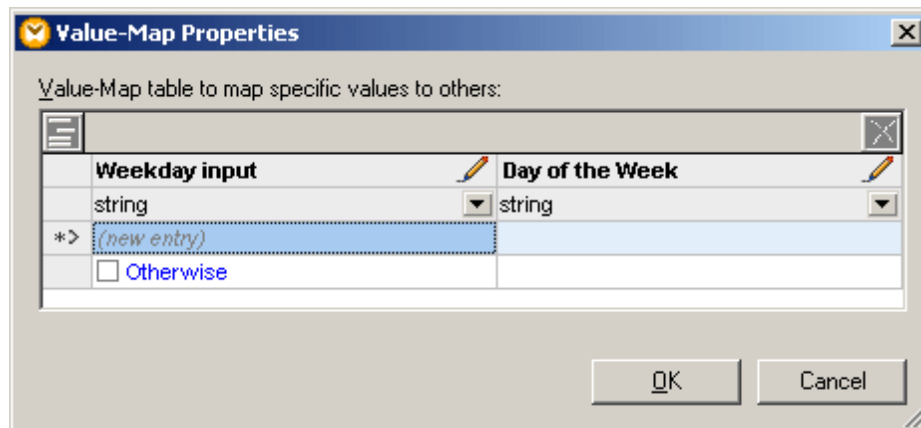 Value-Map Properties
Value-Map table to map specific values to others:
Weekday input Day of the Week
string string
*> (new entry)
Otherwise
OK Cancel